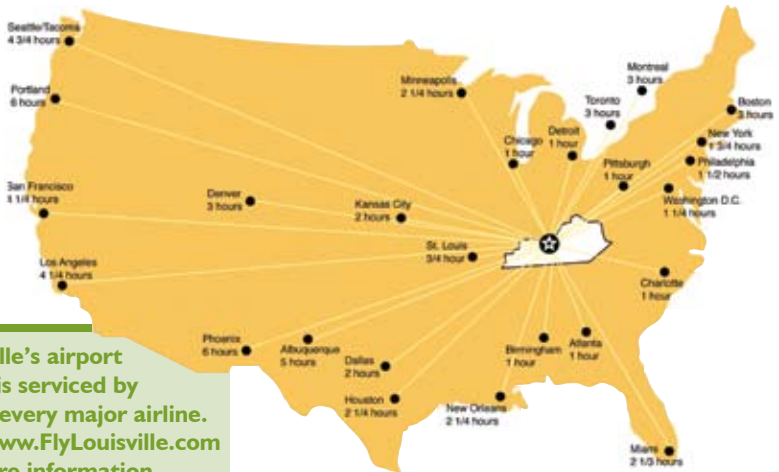 Seattle/Tacoma
4 3/4 hours
Portland
6 hours
San Francisco
1/4 hours
Los Angeles
4 1/4 hours
Denver
3 hours
Kansas City
2 hours
Minneapolis
2 1/4 hours
Chicago
1 hour
Detroit
1 hour
Toronto
3 hours
Montreal
3 hours
Boston
3 hours
New York
1 3/4 hours
Philadelphia
1 1/2 hours
Pittsburgh
1 hour
Washington D.C.
1 1/4 hours
St. Louis
3/4 hour
Charlotte
1 hour
Phoenix
6 hours
Albuquerque
5 hours
Dallas
2 hours
Houston
2 1/4 hours
New Orleans
2 1/4 hours
Birmingham
1 hour
Atlanta
1 hour
Miami
2 1/3 hours
lle's airport
is serviced by
every major airline.
ww.FlyLouisville.com
re information